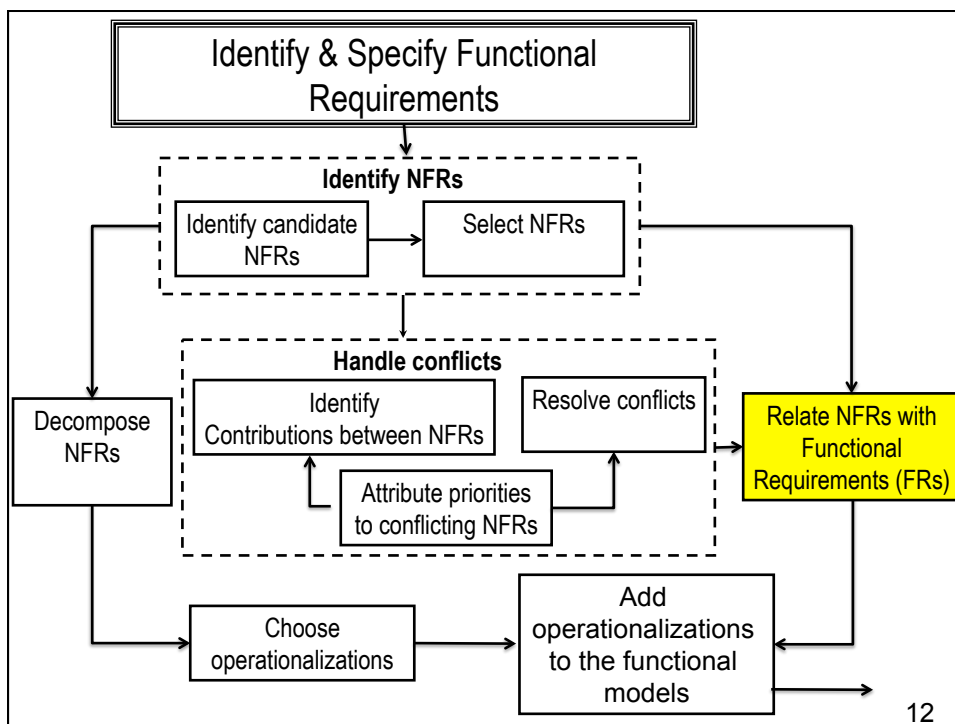 Identify & Specify Functional
Requirements
Identify NFRs
Identify candidate
NFRs
Select NFRs
Handle conflicts
Identify
Contributions between NFRs
Resolve conflicts
Attribute priorities
to conflicting NFRs
Decompose
NFRs
Relate NFRs with
Functional
Requirements (FRs)
Choose
operationalizations
Add
operationalizations
to the functional
models
12